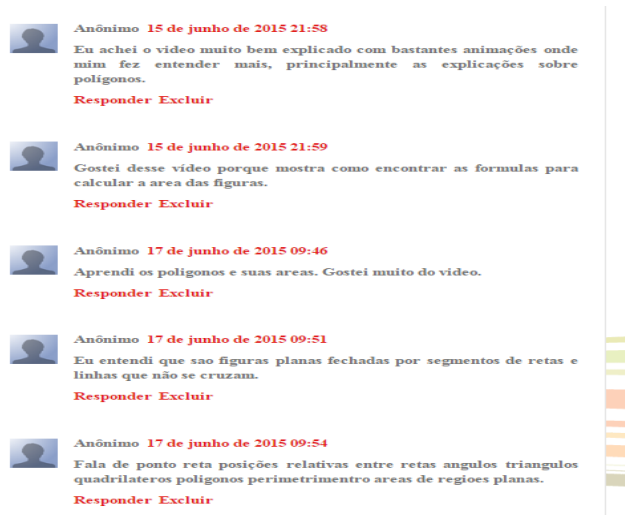 Anônimo 15 de junho de 2015 21:58
Eu achei o video muito bem explicado com bastantes animações onde
mim fez entender mais, principalmente as explicações sobre
polígonos.
Responder Excluir
Anônimo 15 de junho de 2015 21:59
Gostei desse vídeo porque mostra como encontrar as formulas para
calcular a area das figuras.
Responder Excluir
Anônimo 17 de junho de 2015 09:46
Aprendi os poligonos e suas areas. Gostei muito do video.
Responder Excluir
Anônimo 17 de junho de 2015 09:51
Eu entendi que sao figuras planas fechadas por segmentos de retas e
linhas que não se cruzam.
Responder Excluir
Anônimo 17 de junho de 2015 09:54
Fala de ponto reta posições relativas entre retas angulos triangulos
quadrilateros poligonos perimetrimentro areas de regioes planas.
Responder Excluir